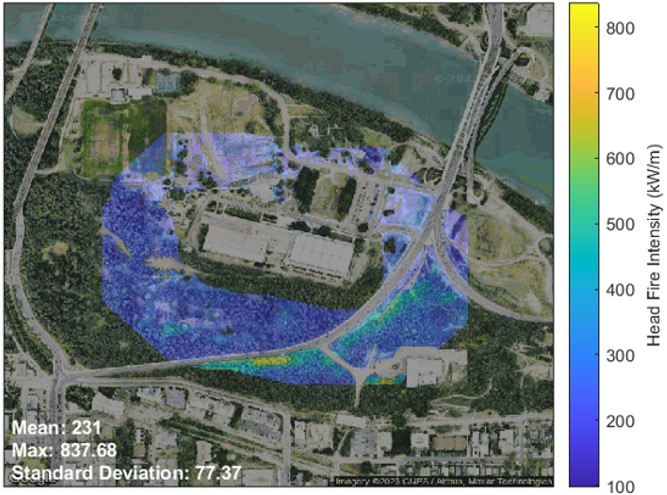 800
700
600
500
400
300
200
100
Head Fire Intensity (kW/m)
Mean: 231
Max: 837.68
Standard Deviation: 77.37
Imagery ©2023 CNES / Airbus, Maxar Technologies